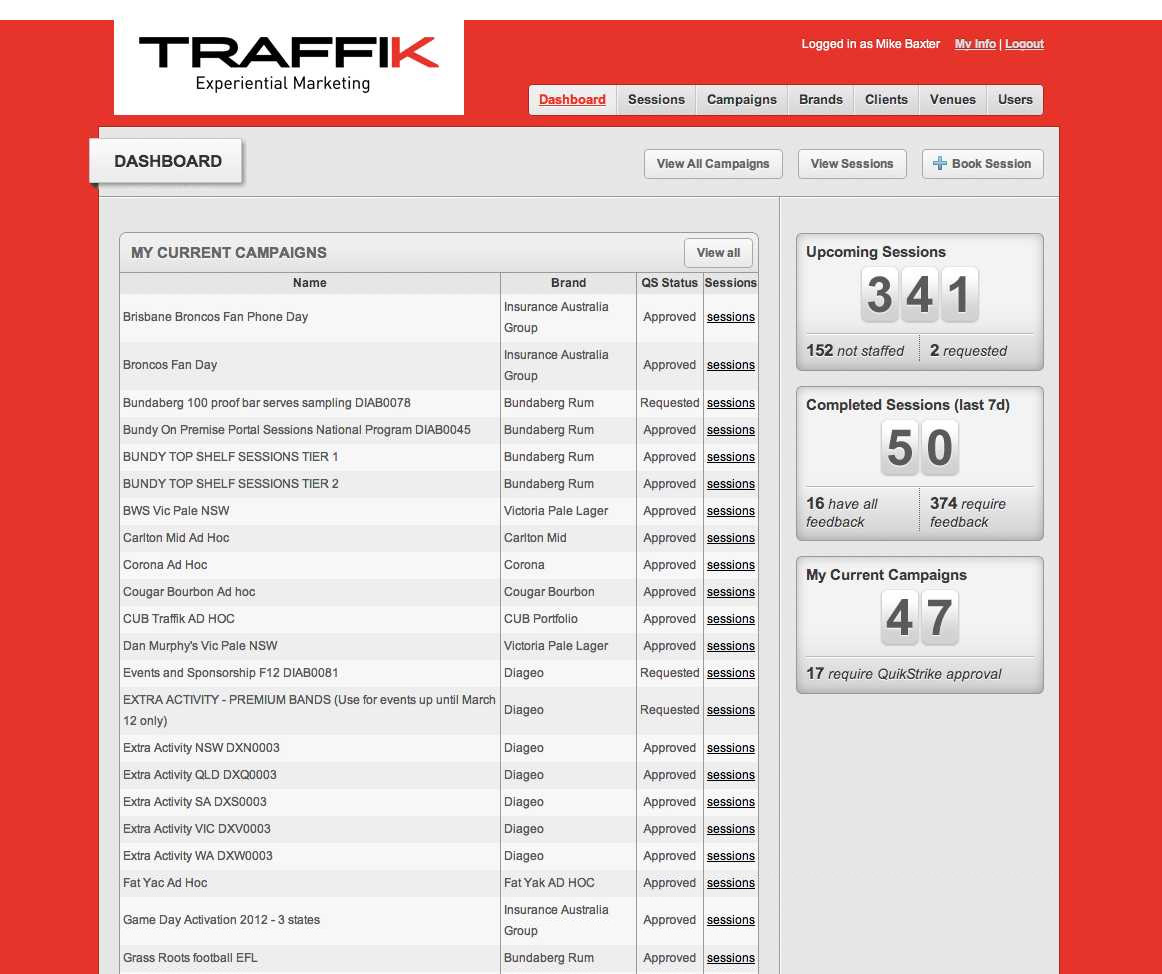 TRAFFIK
Experiential Marketing
Logged in as Mike Baxter My Info | Logout
Dashboard Sessions Campaigns Brands Clients Venues Users
DASHBOARD
View All Campaigns View Sessions Book Session
MY CURRENT CAMPAIGNS View all
Name Brand QS Status Sessions
Brisbane Broncos Fan Phone Day Insurance Australia Group Approved sessions
Broncos Fan Day Insurance Australia Group Approved sessions
Bundaberg 100 proof bar serves sampling DIAB0078 Bundaberg Rum Requested sessions
Bundy On Premise Portal Sessions National Program DIAB0045 Bundaberg Rum Approved sessions
BUNDY TOP SHELF SESSIONS TIER 1 Bundaberg Rum Approved sessions
BUNDY TOP SHELF SESSIONS TIER 2 Bundaberg Rum Approved sessions
BWS Vic Pale NSW Victoria Pale Lager Approved sessions
Carlton Mid Ad Hoc Carlton Mid Approved sessions
Corona Ad Hoc Corona Approved sessions
Cougar Bourbon Ad hoc Cougar Bourbon Approved sessions
CUB Traffik AD HOC CUB Portfolio Approved sessions
Dan Murphy's Vic Pale NSW Victoria Pale Lager Approved sessions
Events and Sponsorship F12 DIAB0081 Diageo Requested sessions
EXTRA ACTIVITY - PREMIUM BANDS (Use for events up until March 12 only) Diageo Requested sessions
Extra Activity NSW DXN0003 Diageo Approved sessions
Extra Activity QLD DXQ0003 Diageo Approved sessions
Extra Activity SA DXS0003 Diageo Approved sessions
Extra Activity VIC DXV0003 Diageo Approved sessions
Extra Activity WA DXW0003 Diageo Approved sessions
Fat Yac Ad Hoc Fat Yak AD HOC Approved sessions
Game Day Activation 2012 - 3 states Insurance Australia Group Approved sessions
Grass Roots football EFL Bundaberg Rum Approved sessions
Upcoming Sessions
341
152 not staffed 2 requested
Completed Sessions (last 7d)
50
16 have all feedback
374 require feedback
My Current Campaigns
47
17 require QuikStrike approval